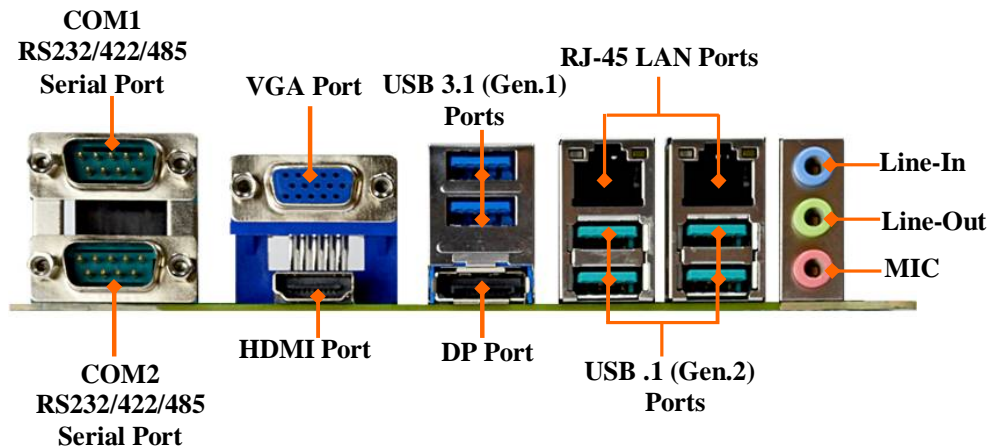 COM1
RS232/422/485
Serial Port
VGA Port
USB 3.1 (Gen.1)
Ports
RJ-45 LAN Ports
Line-In
Line-Out
MIC
HDMI Port
DP Port
USB .1 (Gen.2)
Ports
COM2
RS232/422/485
Serial Port